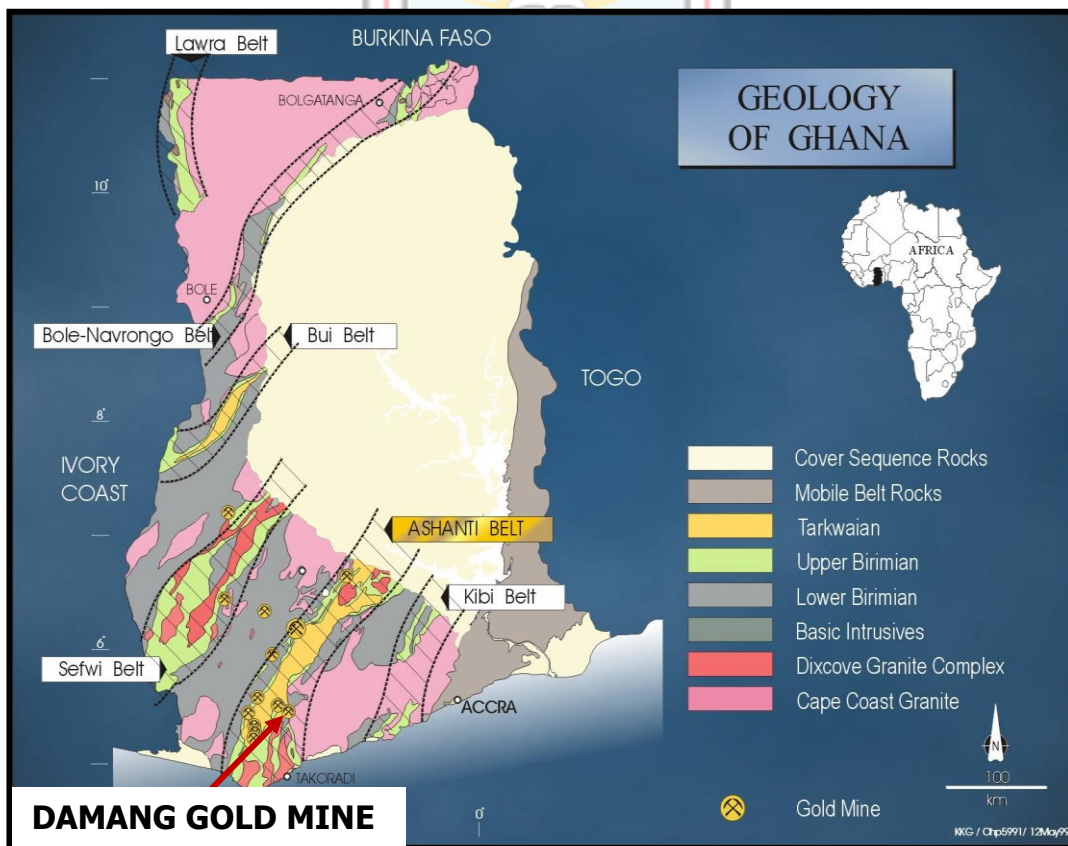 Lawra Belt
BURKINA FASO
BOLGATANGA
GEOLOGY
OF GHANA
10°
AFRICA
BOLE
Bole-Navrongo Belt
Bui Belt
TOGO
8°
IVORY
COAST
Cover Sequence Rocks
Mobile Belt Rocks
ASHANTI BELT
Tarkwaian
Upper Birimian
Kibi Belt
Lower Birimian
Basic Intrusives
6°
Sefwi Belt
Dixcove Granite Complex
ACCRA
Cape Coast Granite
N
TAKORADI
100
km
DAMANG GOLD MINE
0°
Gold Mine
KKG / Ohp5991/ 12May99